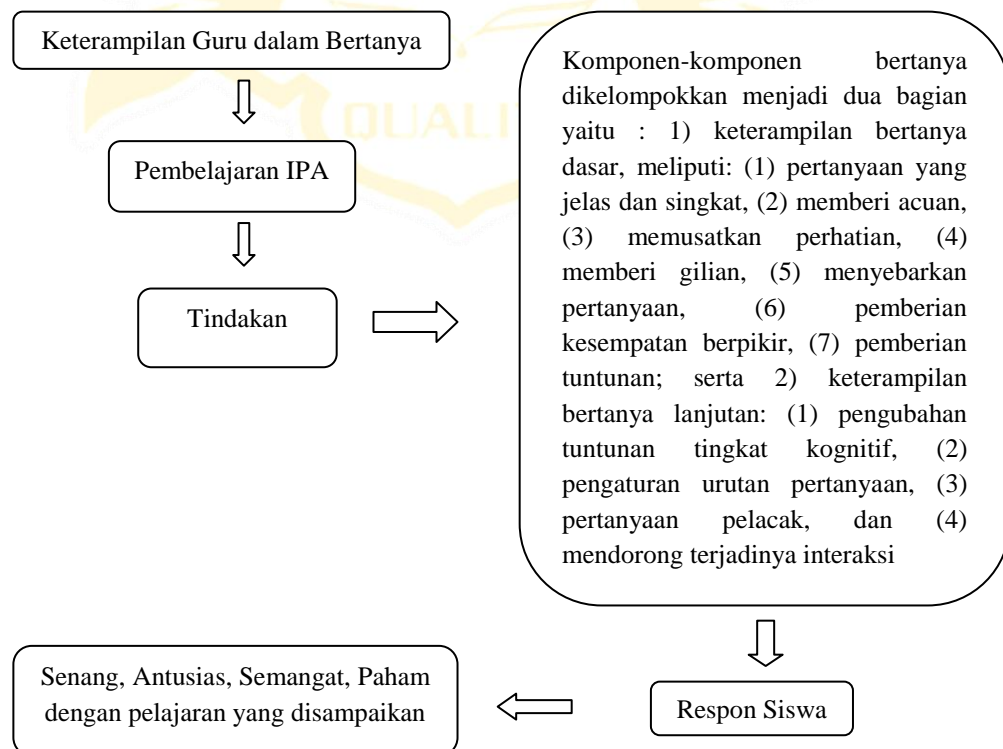 Keterampilan Guru dalam Bertanya
Pembelajaran IPA
Tindakan
Komponen-komponen bertanya
dikelompokkan menjadi dua bagian
yaitu : 1) keterampilan bertanya
dasar, meliputi: (1) pertanyaan yang
jelas dan singkat, (2) memberi acuan,
(3) memusatkan perhatian, (4)
memberi gilian, (5) menyebarkan
pertanyaan, (6) pemberian
kesempatan berpikir, (7) pemberian
tuntunan; serta 2) keterampilan
bertanya lanjutan: (1) pengubahan
tuntunan tingkat kognitif, (2)
pengaturan urutan pertanyaan, (3)
pertanyaan pelacak, dan (4)
mendorong terjadinya interaksi
Respon Siswa
Senang, Antusias, Semangat, Paham
dengan pelajaran yang disampaikan